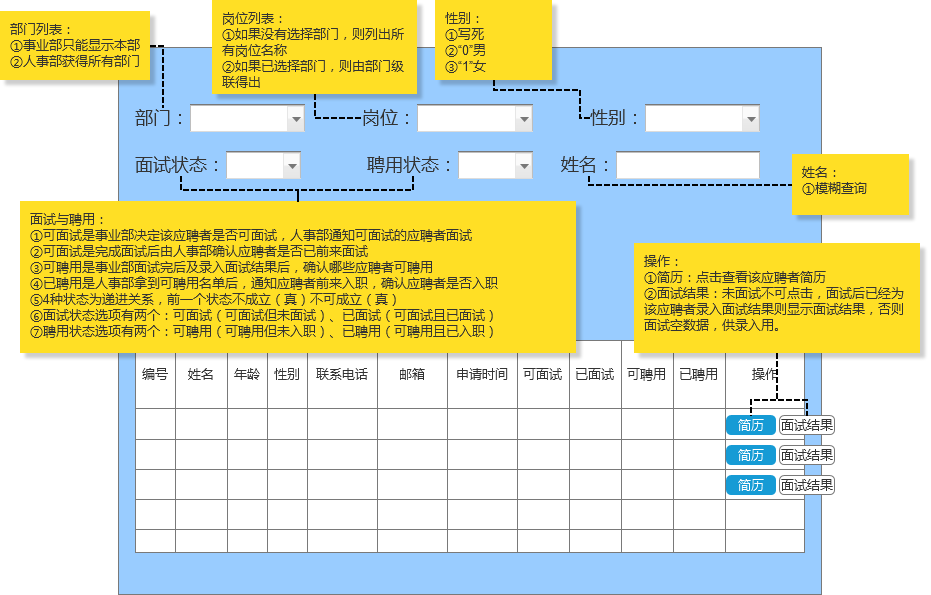 部门列表：
①事业部只能显示本部
②人事部获得所有部门
岗位列表：
①如果没有选择部门，则列出所
有岗位名称
②如果已选择部门，则由部门级
联得出
性别：
①写死
②“0”男
③“1”女
部门：
岗位：
性别：
面试状态：
聘用状态：
姓名：
姓名：
①模糊查询
面试与聘用：
①可面试是事业部决定该应聘者是否可面试，人事部通知可面试的应聘者面试
②可面试是完成面试后由人事部确认应聘者是否已前来面试
③可聘用是事业部面试完后及录入面试结果后，确认哪些应聘者可聘用
④已聘用是人事部拿到可聘用名单后，通知应聘者前来入职，确认应聘者是否入职
⑤4种状态为递进关系，前一个状态不成立（真）不可成立（真）
⑥面试状态选项有两个：可面试（可面试但未面试）、已面试（可面试且已面试）
⑦聘用状态选项有两个：可聘用（可聘用但未入职）、已聘用（可聘用且已入职）
操作：
①简历：点击查看该应聘者简历
②面试结果：未面试不可点击，面试后已经为
该应聘者录入面试结果则显示面试结果，否则
面试空数据，供录入用。
编号 姓名 年龄 性别 联系电话 邮箱 申请时间 可面试 已面试 可聘用 已聘用 操作
简历 面试结果
简历 面试结果
简历 面试结果